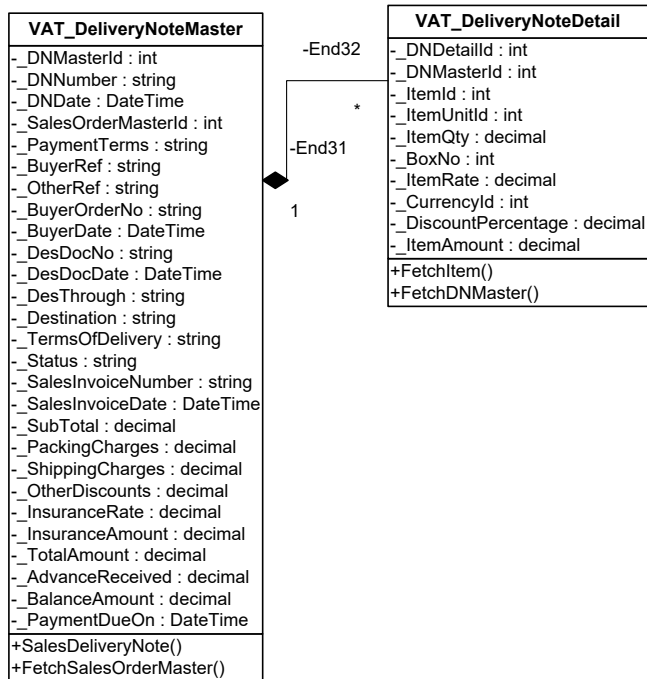 VAT_DeliveryNoteMaster
-_DNMasterId : int
-_DNNumber : string
-_DNDate : DateTime
-_SalesOrderMasterId : int
-_PaymentTerms : string
-_BuyerRef : string
-_OtherRef : string
-_BuyerOrderNo : string
-_BuyerDate : DateTime
-_DesDocNo : string
-_DesDocDate : DateTime
-_DesThrough : string
-_Destination : string
-_TermsOfDelivery : string
-_Status : string
-_SalesInvoiceNumber : string
-_SalesInvoiceDate : DateTime
-_SubTotal : decimal
-_PackingCharges : decimal
-_ShippingCharges : decimal
-_OtherDiscounts : decimal
-_InsuranceRate : decimal
-_InsuranceAmount : decimal
-_TotalAmount : decimal
-_AdvanceReceived : decimal
-_BalanceAmount : decimal
-_PaymentDueOn : DateTime
+SalesDeliveryNote()
+FetchSalesOrderMaster()
-End32
*
-End31
1
VAT_DeliveryNoteDetail
-_DNDetailId : int
-_DNMasterId : int
-_ItemId : int
-_ItemUnitId : int
-_ItemQty : decimal
-_BoxNo : int
-_ItemRate : decimal
-_CurrencyId : int
-_DiscountPercentage : decimal
-_ItemAmount : decimal
+FetchItem()
+FetchDNMaster()